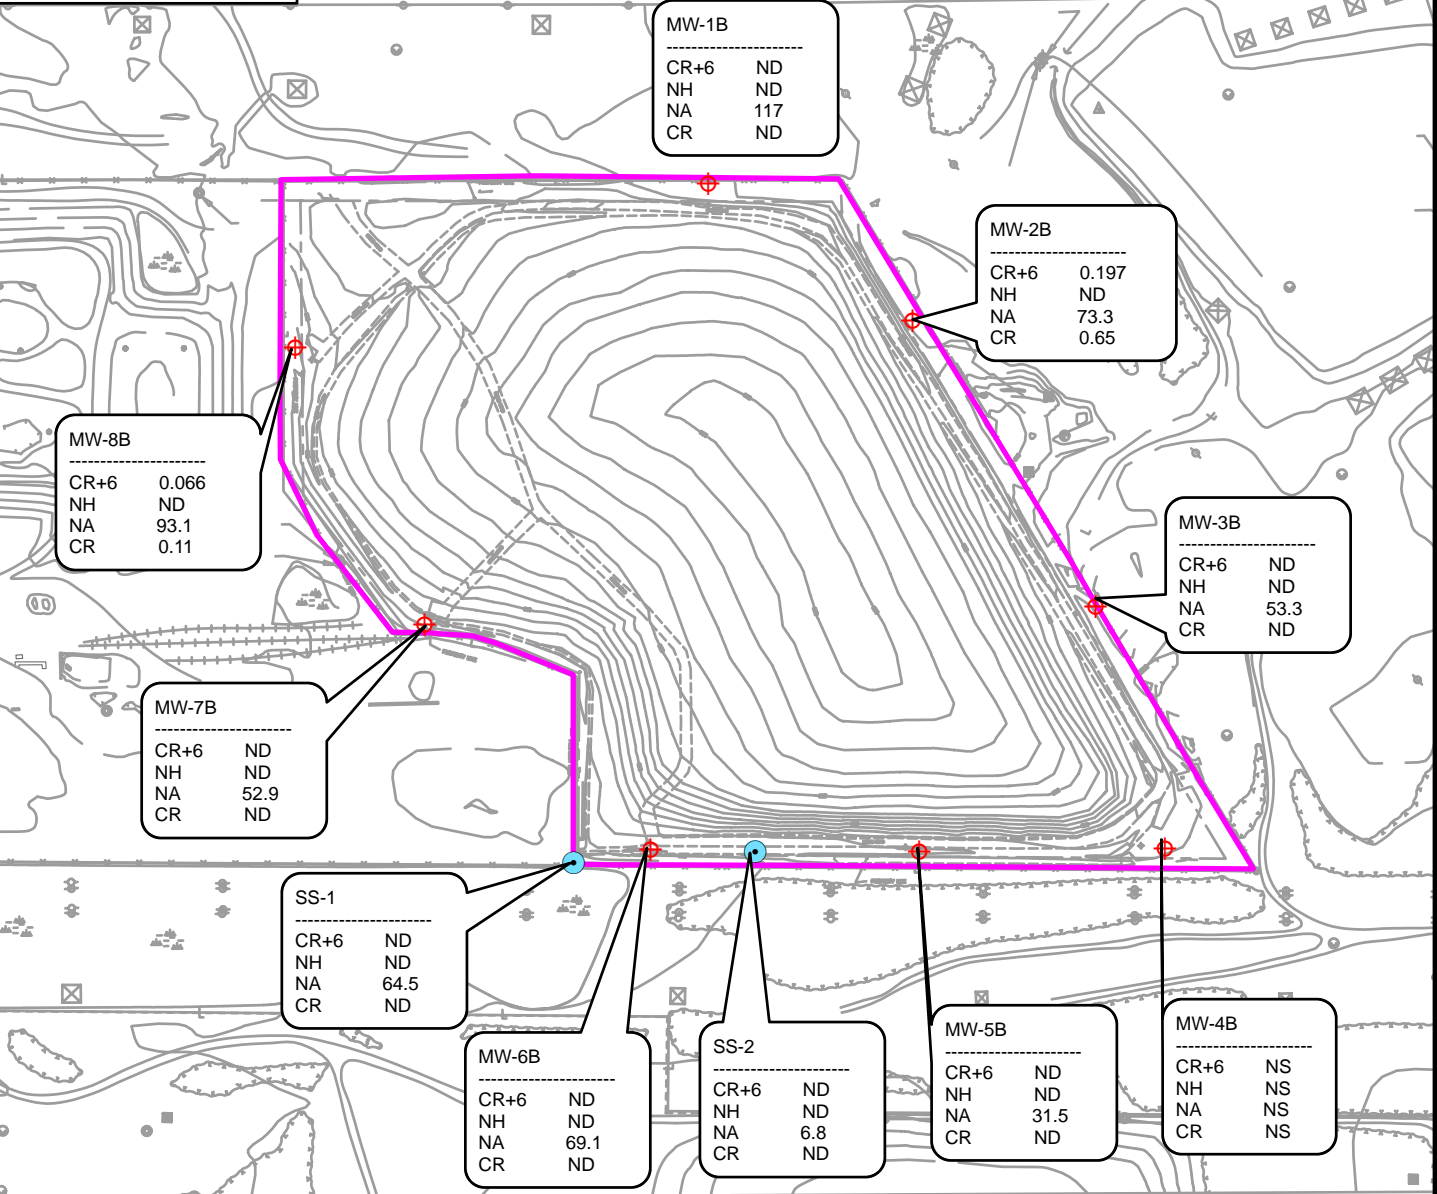 MW-1B
-----------------------
CR+6 ND
NH ND
NA 117
CR ND
MW-2B
-----------------------
CR+6 0.197
NH ND
NA 73.3
CR 0.65
MW-8B
-----------------------
CR+6 0.066
NH ND
NA 93.1
CR 0.11
MW-3B
-----------------------
CR+6 ND
NH ND
NA 53.3
CR ND
MW-7B
-----------------------
CR+6 ND
NH ND
NA 52.9
CR ND
SS-1
-----------------------
CR+6 ND
NH ND
NA 64.5
CR ND
MW-6B
-----------------------
CR+6 ND
NH ND
NA 69.1
CR ND
SS-2
-----------------------
CR+6 ND
NH ND
NA 6.8
CR ND
MW-5B
-----------------------
CR+6 ND
NH ND
NA 31.5
CR ND
MW-4B
-----------------------
CR+6 NS
NH NS
NA NS
CR NS